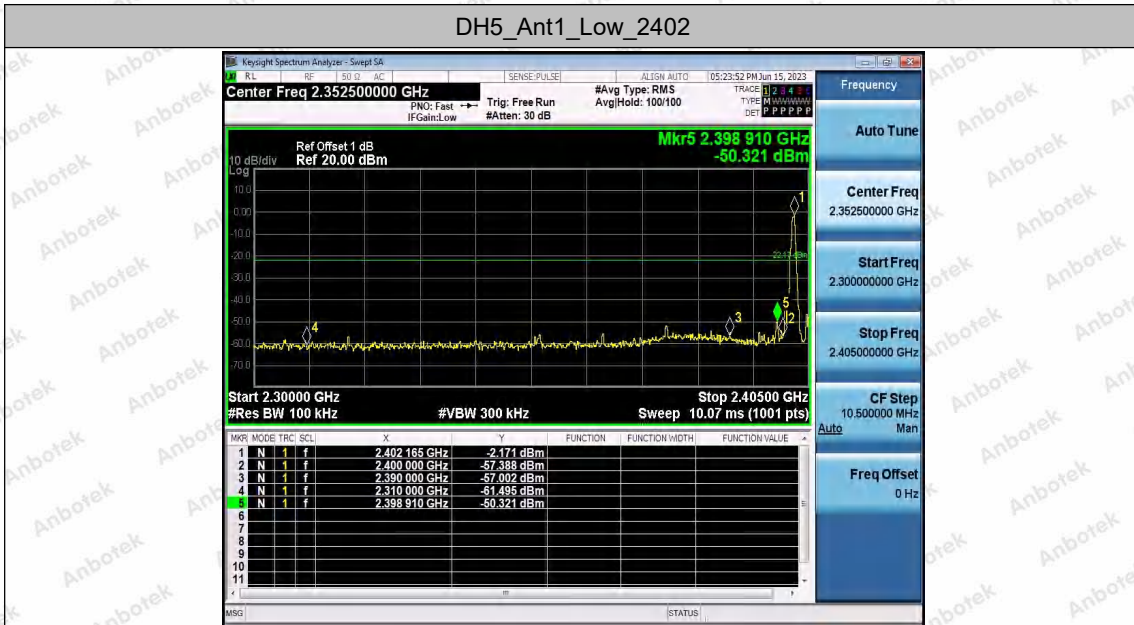 DH5_Ant1_Low_2402
Keysight Spectrum Analyzer - Swept SA
RL RF 50 Ω AC SENSE:PULSE ALIGN AUTO 05:23:52 PM Jun 15, 2023
Center Freq 2.352500000 GHz
PNO: Fast
IFGain:Low
Trig: Free Run
#Atten: 30 dB
#Avg Type: RMS
Avg|Hold: 100/100
TRACE 1 2 3 4
TYPE M WWWWW
DET P P P P P P
Mkr5 2.398 910 GHz
-50.321 dBm
Ref Offset 1 dB
10 dB/div Ref 20.00 dBm
Log
10.0
0.00
-10.0
-20.0
-30.0
-40.0
-50.0
-60.0
-70.0
1
5
2
3
4
Start 2.30000 GHz Stop 2.40500 GHz
#Res BW 100 kHz #VBW 300 kHz Sweep 10.07 ms (1001 pts)
MKR MODE TRC SCL X Y FUNCTION FUNCTION WIDTH FUNCTION VALUE
1 N 1 f 2.402 165 GHz -2.171 dBm
2 N 1 f 2.400 000 GHz -57.388 dBm
3 N 1 f 2.390 000 GHz -57.002 dBm
4 N 1 f 2.310 000 GHz -61.495 dBm
5 N 1 f 2.398 910 GHz -50.321 dBm
6
7
8
9
10
11
MSG STATUS
Frequency
Auto Tune
Center Freq
2.352500000 GHz
Start Freq
2.300000000 GHz
Stop Freq
2.405000000 GHz
CF Step
10.500000 MHz
Auto Man
Freq Offset
0 Hz
Anbotek